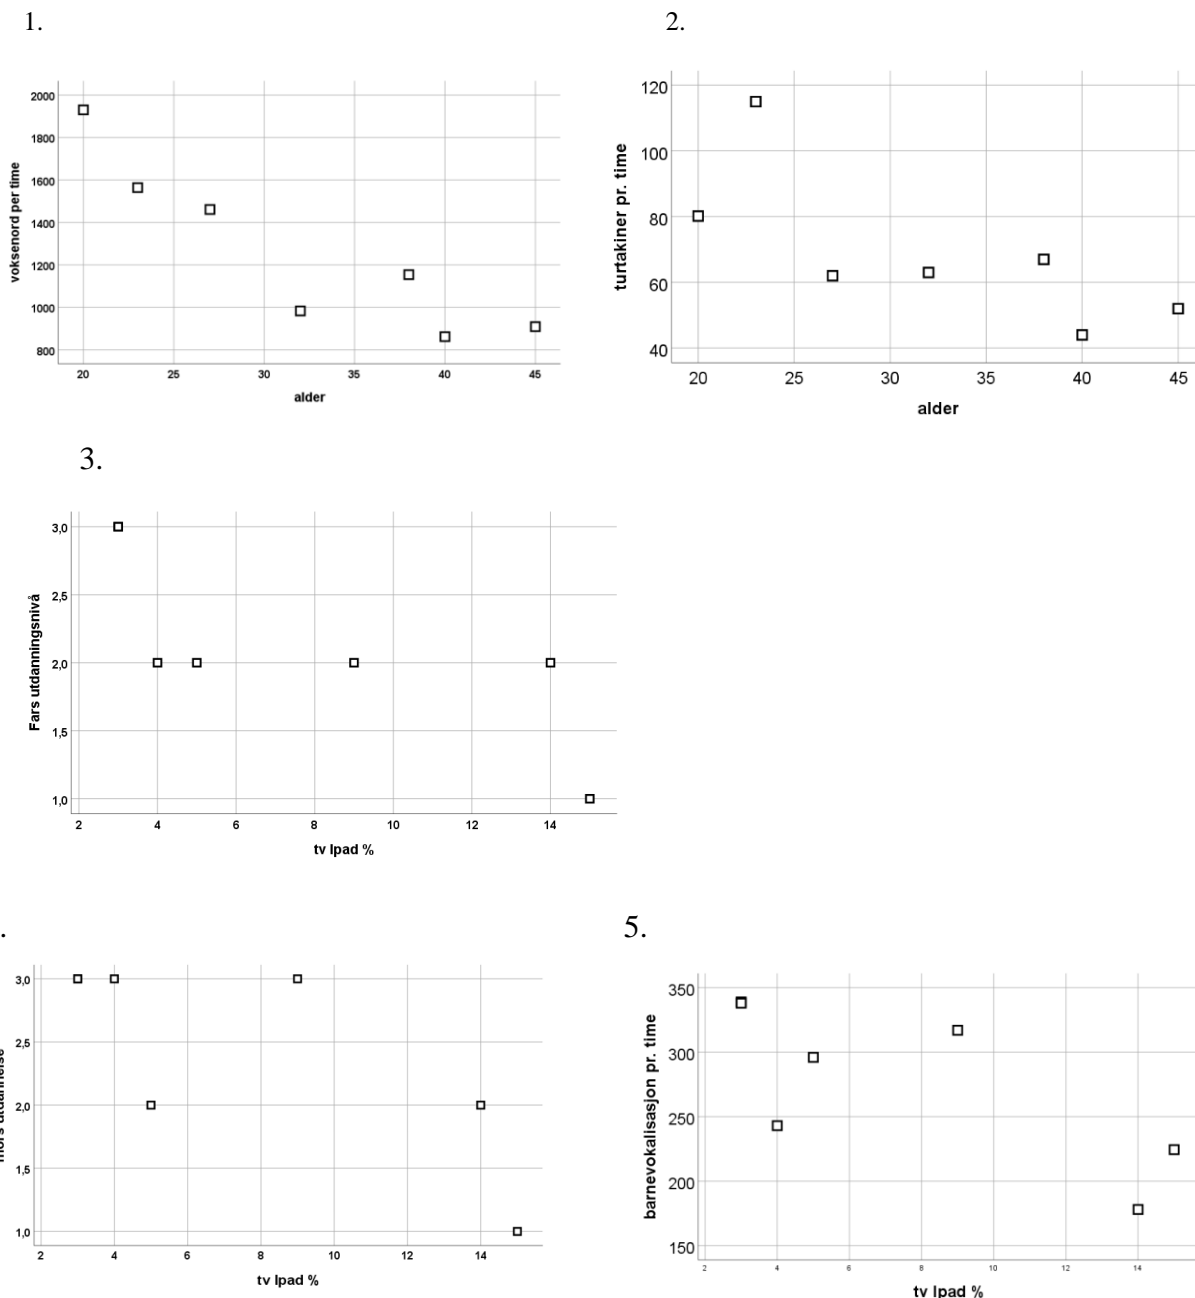 1.
2000
1800
1600
1400
1200
1000
800
voksenord per time
20 25 30 35 40 45
alder
2.
120
100
80
60
40
turtakiner pr. time
20 25 30 35 40 45
alder
3.
3,0
2,5
2,0
1,5
1,0
Fars utdanningsnivå
2 4 6 8 10 12 14
tv Ipad %
.
3,0
2,5
2,0
1,5
1,0
mors utdannelse
2 4 6 8 10 12 14
tv Ipad %
5.
350
300
250
200
150
barnevokalisasjon pr. time
2 4 6 8 10 12 14
tv Ipad %